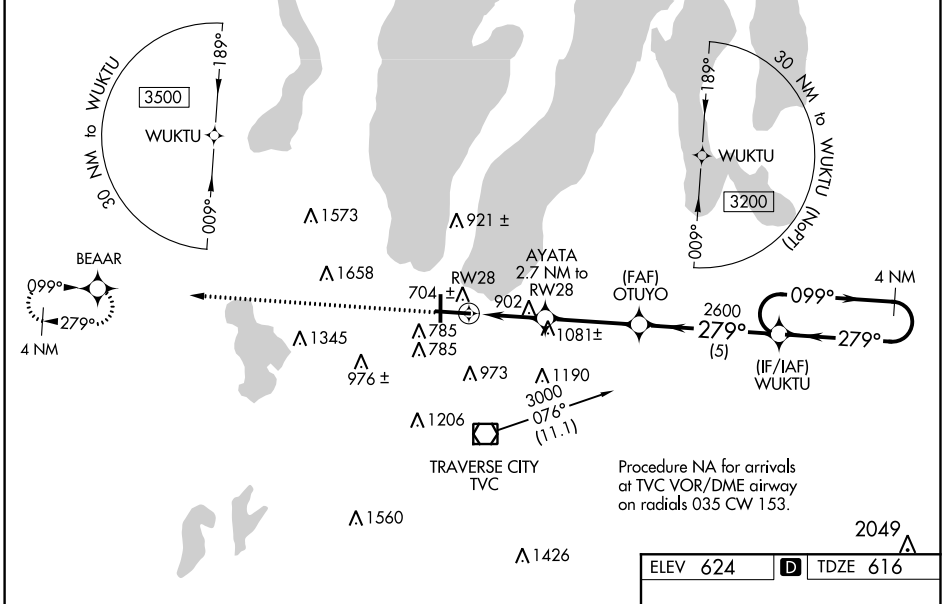 30 NM to WUKTU
189°
3500
WUKTU
009°
30 NM to WUKTU (NoPT)
189°
WUKTU
3200
009°
1573
921 ±
BEAAR
099°
279°
4 NM
1658
704 ±
RW28
902
AYATA
2.7 NM to
RW28
(FAF)
OTUYO
2600
279°
(5)
099°
4 NM
279°
(IF/IAF)
WUKTU
1345
785
785
1081±
976 ±
973
1190
3000
076°
(11.1)
1206
TRAVERSE CITY
TVC
Procedure NA for arrivals
at TVC VOR/DME airway
on radials 035 CW 153.
1560
1426
2049
ELEV 624 D TDZE 616